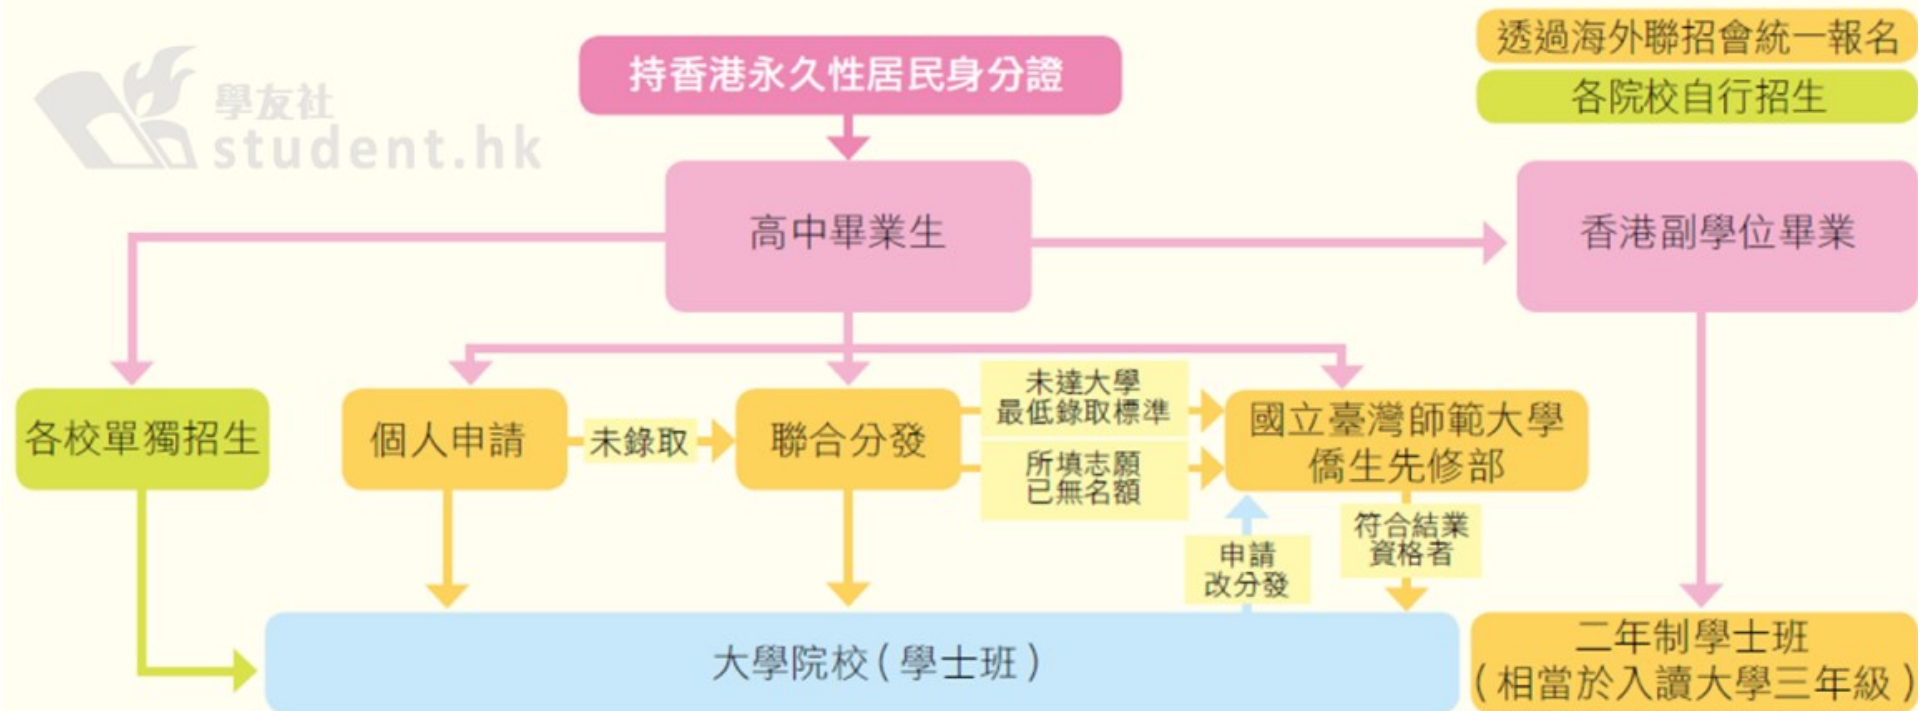 透過海外聯招會統一報名
各院校自行招生
學友社
student.hk
持香港永久性居民身分證
高中畢業生
香港副學位畢業
各校單獨招生
個人申請
未錄取
聯合分發
未達大學
最低錄取標準
所填志願
已無名額
國立臺灣師範大學
僑生先修部
申請
改分發
符合結業
資格者
大學院校(學士班)
二年制學士班
(相當於入讀大學三年級)